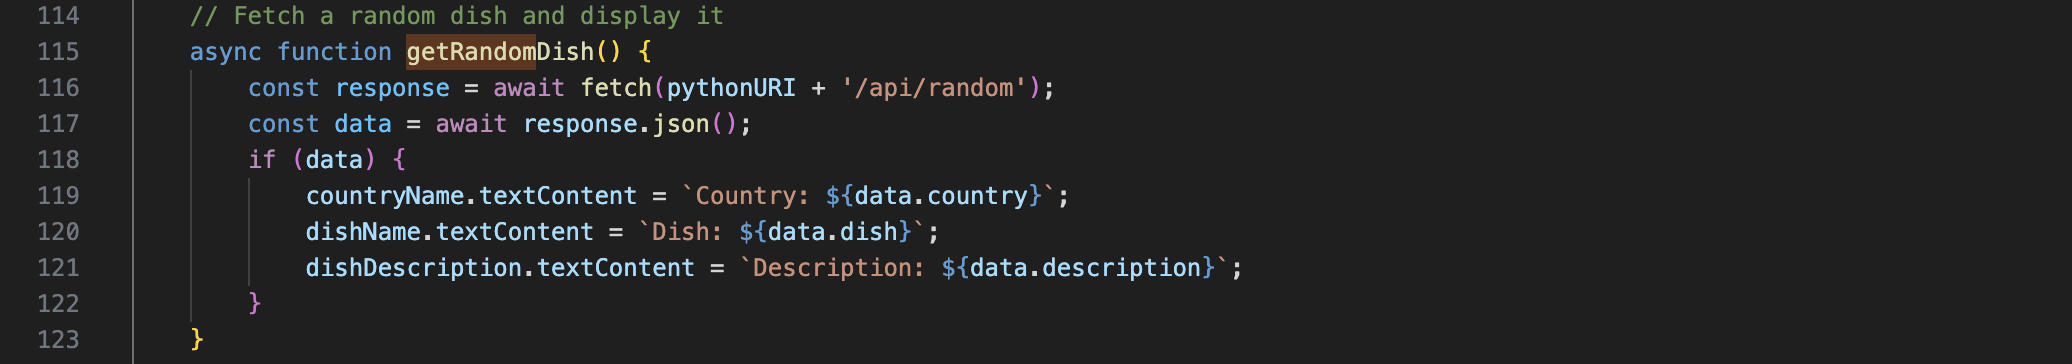 114 // Fetch a random dish and display it
115 async function getRandomDish() {
116 const response = await fetch(pythonURI + '/api/random');
117 const data = await response.json();
118 if (data) {
119 countryName.textContent = `Country: ${data.country}`;
120 dishName.textContent = `Dish: ${data.dish}`;
121 dishDescription.textContent = `Description: ${data.description}`;
122 }
123 }